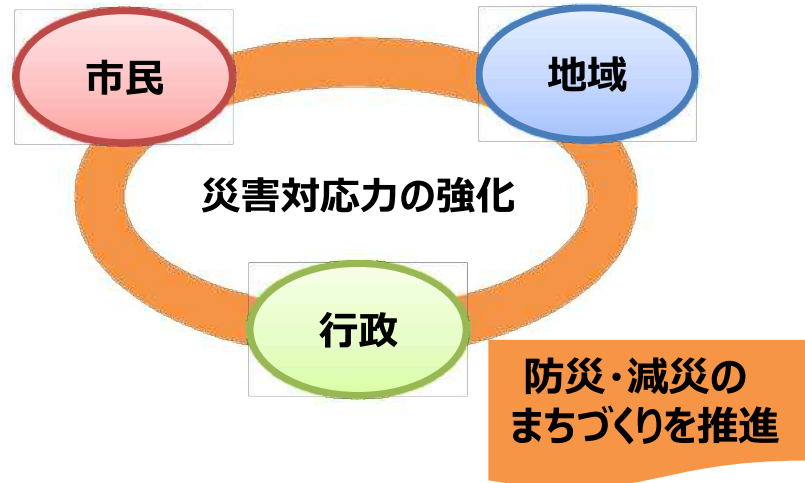 市民
地域
災害対応力の強化
行政
防災・減災の
まちづくりを推進